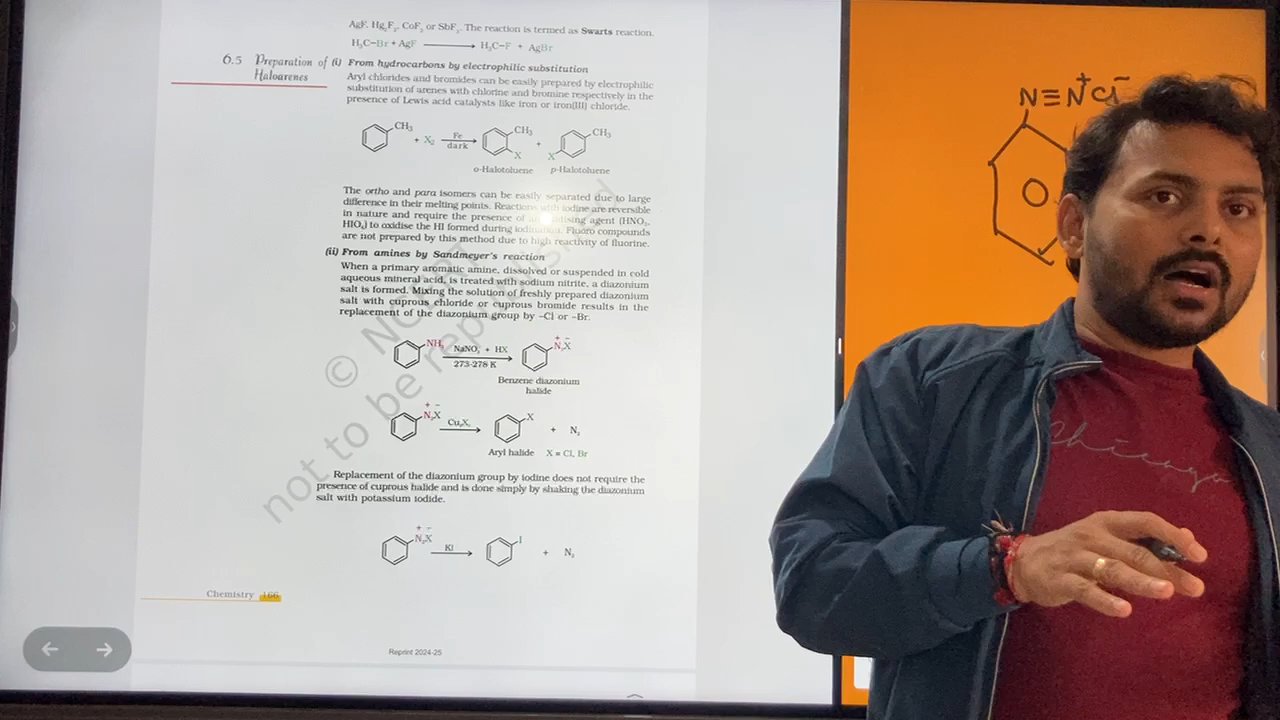 AgF, Hg₂F₂, CoF₂ or SbF₃. The reaction is termed as Swarts reaction.
H₃C–Br + AgF ⟶ H₃C–F + AgBr
6.5 Preparation of Haloarenes
(i) From hydrocarbons by electrophilic substitution
Aryl chlorides and bromides can be easily prepared by electrophilic
substitution of arenes with chlorine and bromine respectively in the
presence of Lewis acid catalysts like iron or iron(III) chloride.
CH₃ + X₂ Fe dark CH₃ X + CH₃ X
o-Halotoluene p-Halotoluene
The ortho and para isomers can be easily separated due to large
difference in their melting points. Reactions with iodine are reversible
in nature and require the presence of an oxidising agent (HNO₃,
HIO₄) to oxidise the HI formed during iodination. Fluoro compounds
are not prepared by this method due to high reactivity of fluorine.
(ii) From amines by Sandmeyer's reaction
When a primary aromatic amine, dissolved or suspended in cold
aqueous mineral acid, is treated with sodium nitrite, a diazonium
salt is formed. Mixing the solution of freshly prepared diazonium
salt with cuprous chloride or cuprous bromide results in the
replacement of the diazonium group by –Cl or –Br.
NH₂ NaNO₂ + HX 273-278 K N₂⁺X⁻
Benzene diazonium
halide
N₂⁺X⁻ Cu₂X₂ X + N₂
Aryl halide X = Cl, Br
Replacement of the diazonium group by iodine does not require the
presence of cuprous halide and is done simply by shaking the diazonium
salt with potassium iodide.
N₂⁺X⁻ KI I + N₂
Chemistry 166
Reprint 2024-25
© NCERT
not to be republished
N≡N⁺Cl⁻